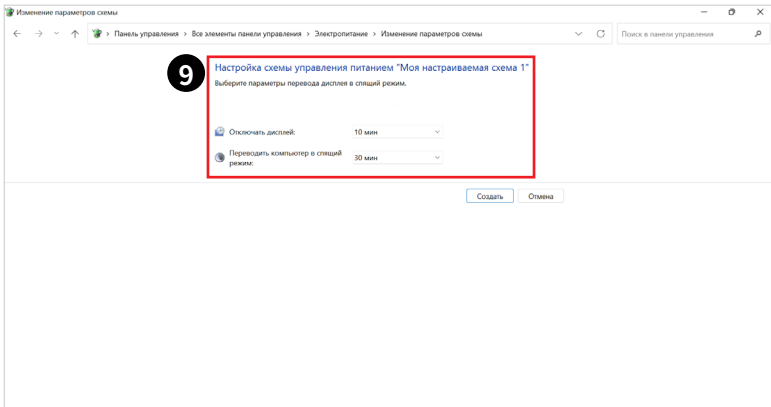 Изменение параметров схемы
Панель управления › Все элементы панели управления › Электропитание › Изменение параметров схемы
Поиск в панели управления
9
Настройка схемы управления питанием "Моя настраиваемая схема 1"
Выберите параметры перевода дисплея в спящий режим.
Отключать дисплей: 10 мин
Переводить компьютер в спящий
режим: 30 мин
Создать Отмена